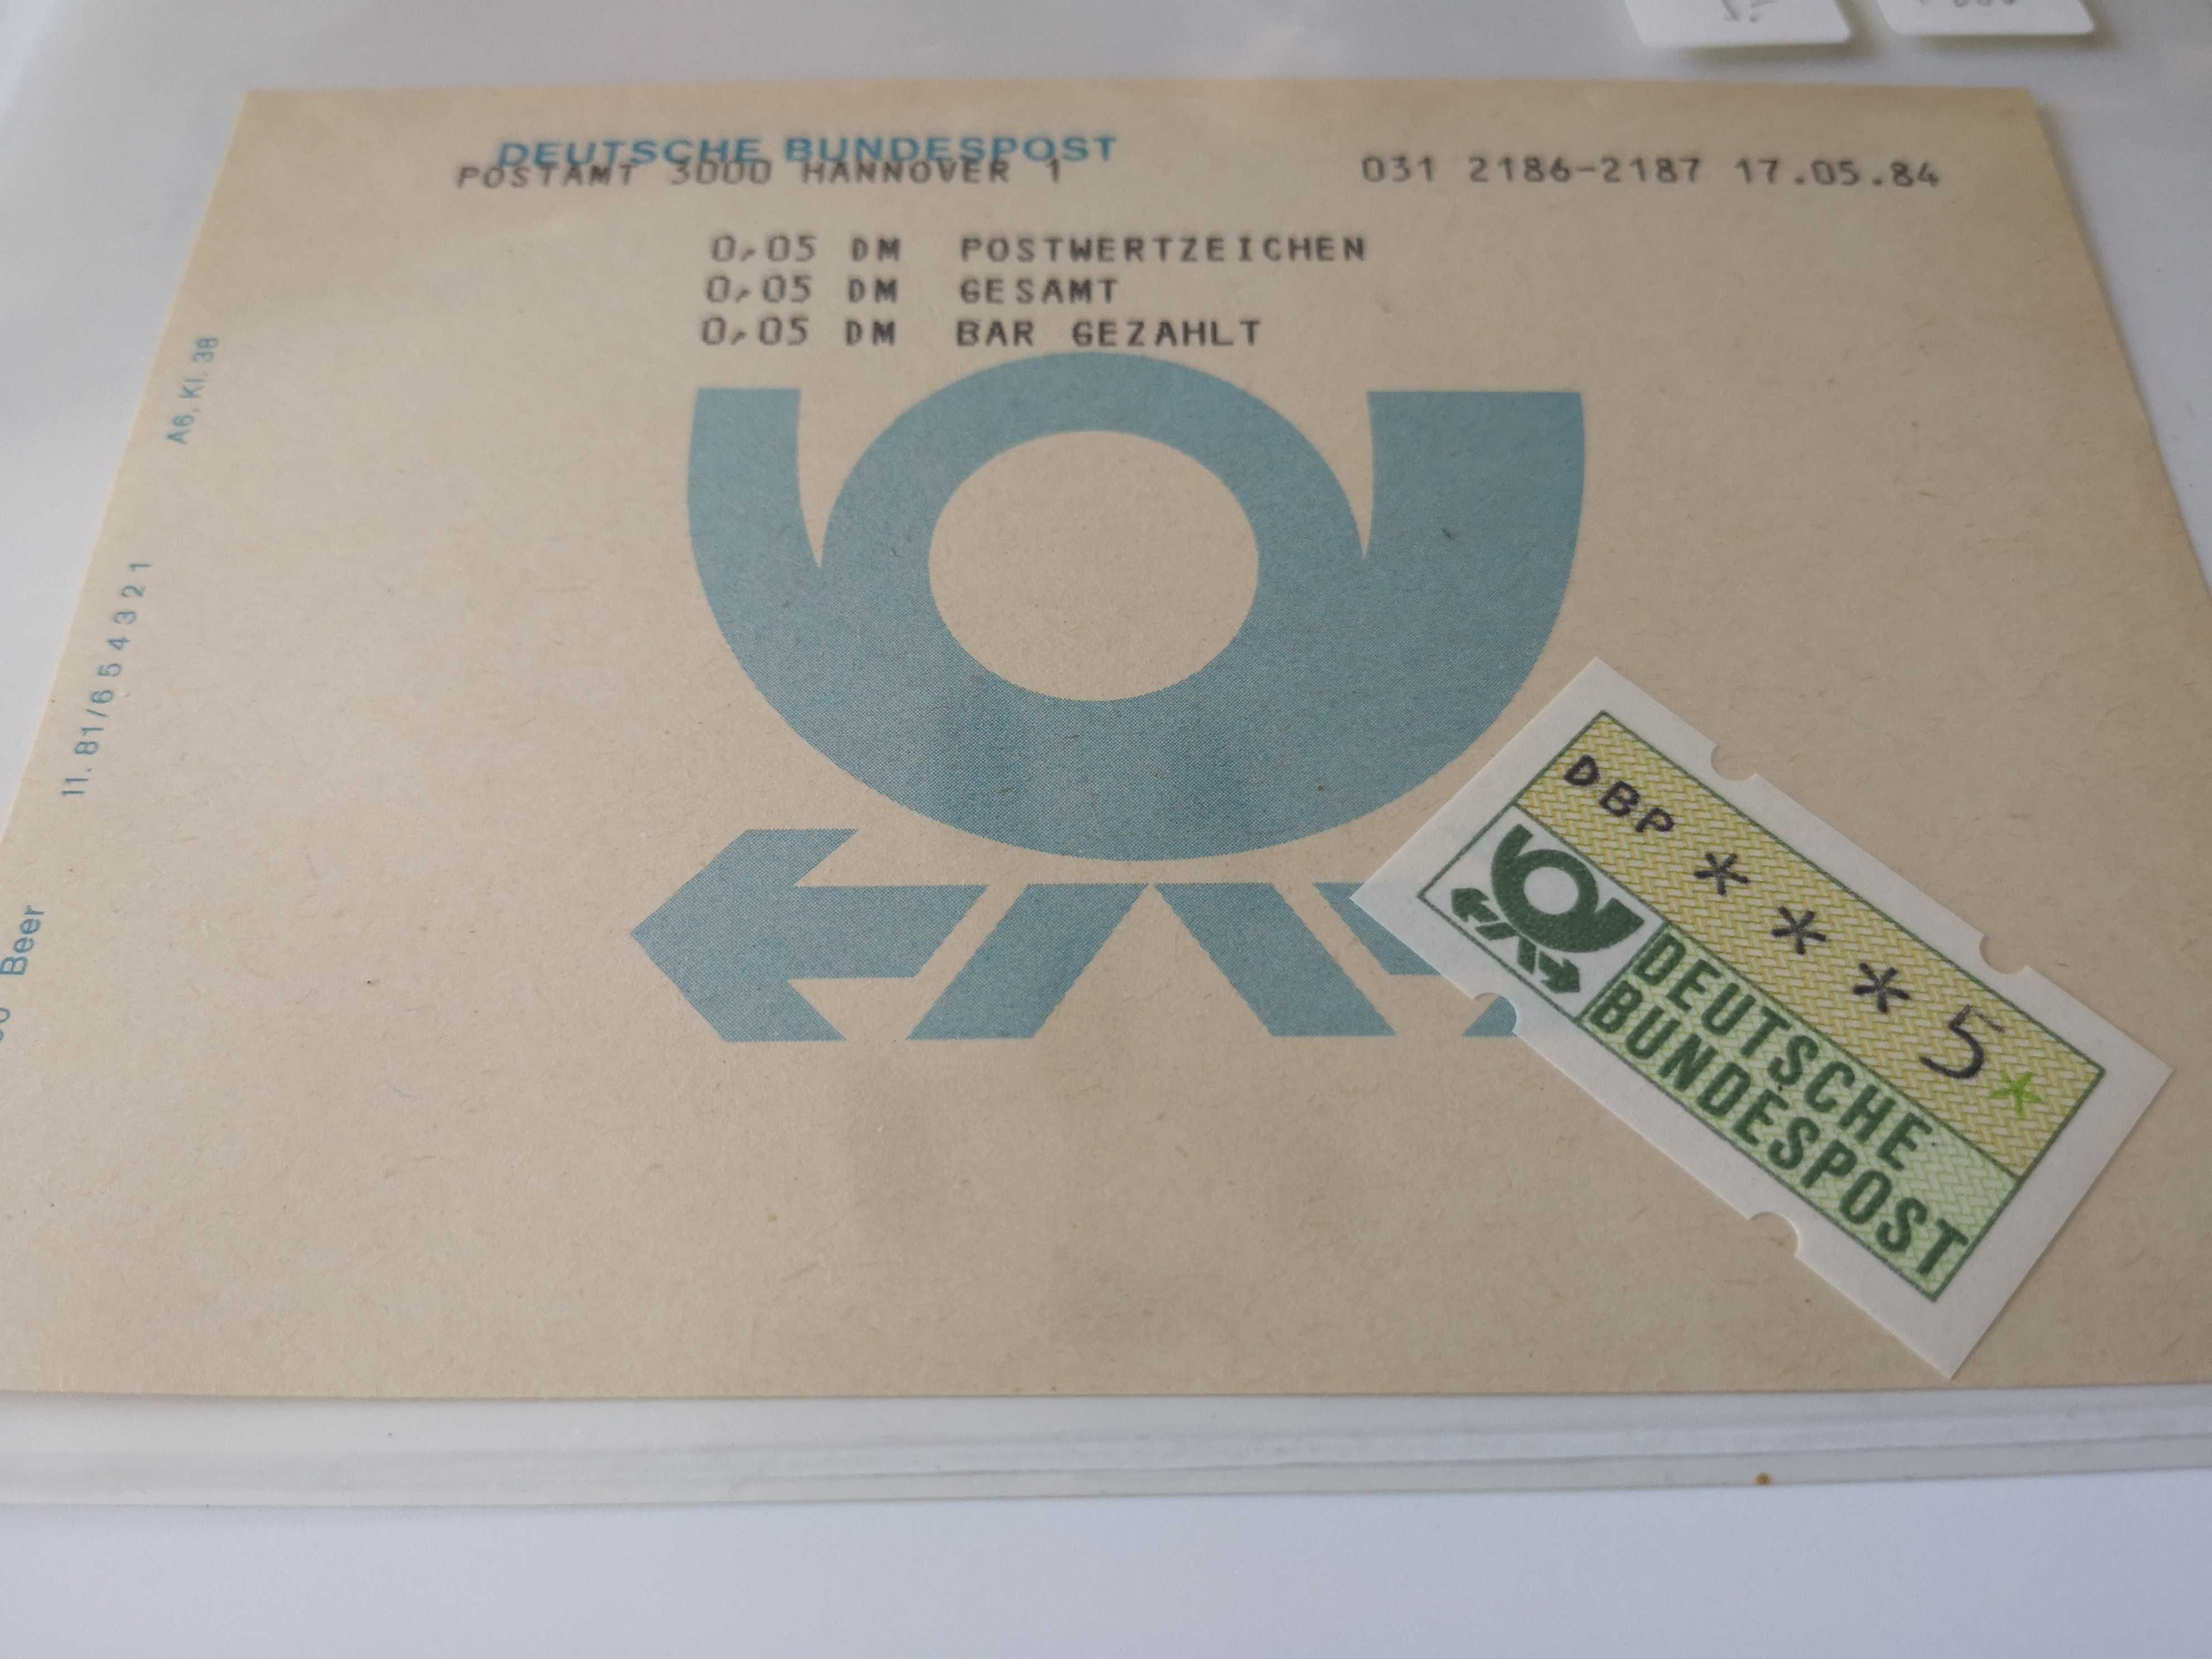 DEUTSCHE BUNDESPOST
POSTAMT 3000 HANNOVER 1 031 2186-2187 17.05.84
0,05 DM POSTWERTZEICHEN
0,05 DM GESAMT
0,05 DM BAR GEZAHLT
A6, Kl. 38
11. 81/6 5 4 3 2 1
Beer
DBP * * * 5*
DEUTSCHE
BUNDESPOST